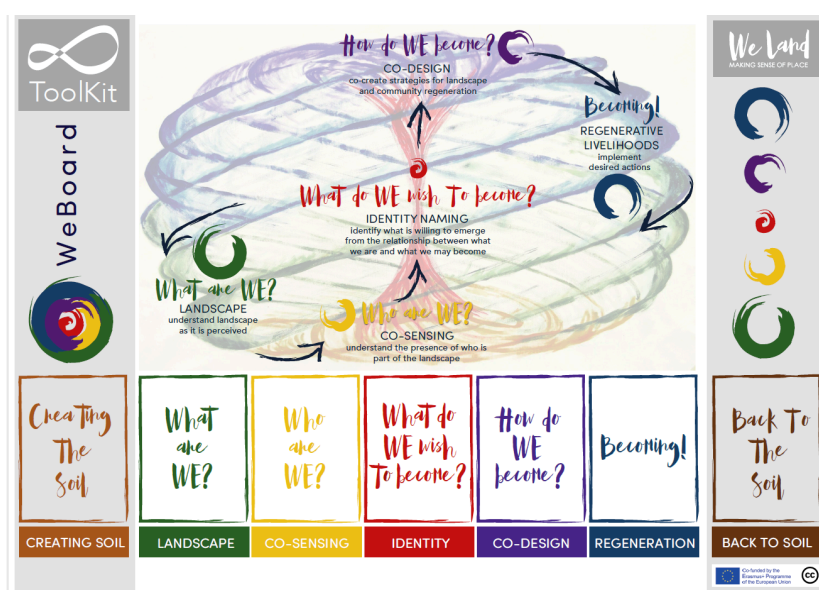 ToolKit
WeBoard
How do WE become?
CO-DESIGN
co-create strategies for landscape
and community regeneration
Becoming!
REGENERATIVE
LIVELIHOODS
implement
desired actions
What do WE wish To become?
IDENTITY NAMING
identify what is willing to emerge
from the relationship between what
we are and what we may become
What are WE?
LANDSCAPE
understand landscape
as it is perceived
Who are WE?
CO-SENSING
understand the presence of who is
part of the landscape
We Land
MAKING SENSE OF PLACE
Creating
The
Soil
CREATING SOIL
What
are
WE?
LANDSCAPE
Who
are
WE?
CO-SENSING
What do
WE wish
To become?
IDENTITY
How do
WE
become?
CO-DESIGN
Becoming!
REGENERATION
Back To
The
Soil
BACK TO SOIL
Co-funded by the
Erasmus+ Programme
of the European Union
cc